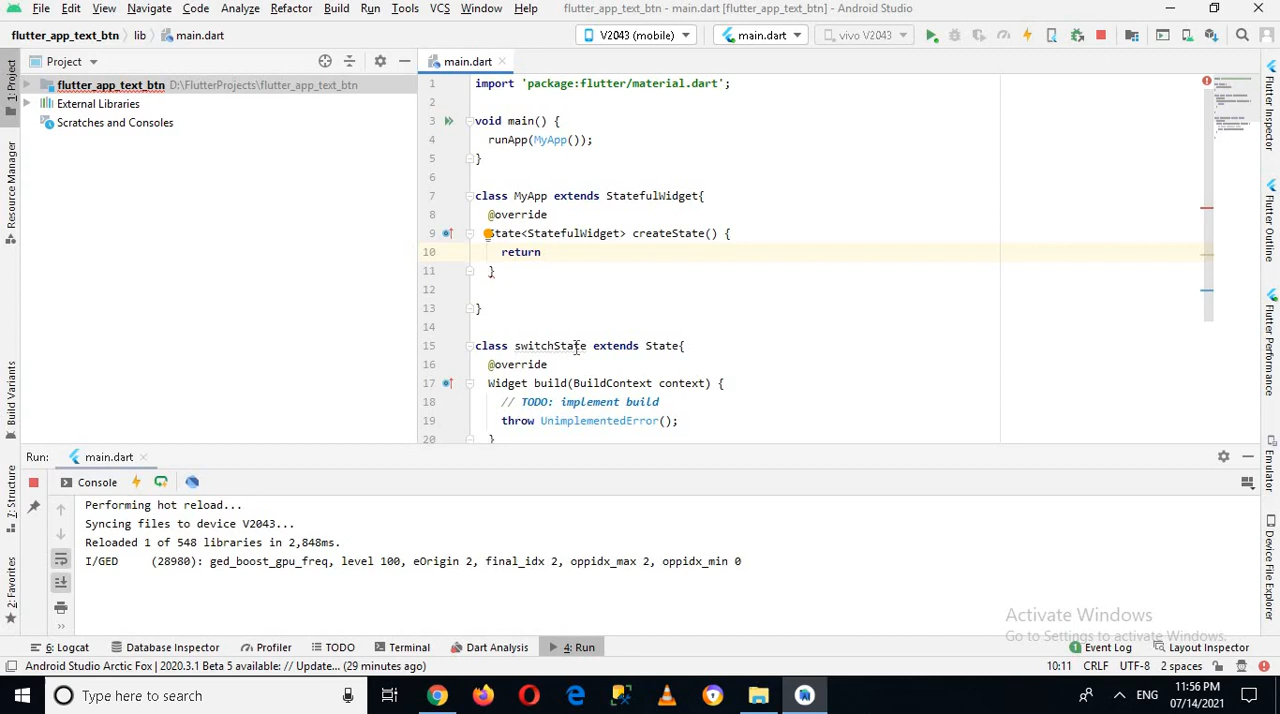 File Edit View Navigate Code Analyze Refactor Build Run Tools VCS Window Help flutter_app_text_btn - main.dart [flutter_app_text_btn] - Android Studio
flutter_app_text_btn lib main.dart V2043 (mobile) main.dart vivo V2043
Project main.dart
flutter_app_text_btn D:\FlutterProjects\flutter_app_text_btn
External Libraries
Scratches and Consoles
1: Project
Resource Manager
Build Variants
7: Structure
2: Favorites
1 import 'package:flutter/material.dart';
2
3 void main() {
4 runApp(MyApp());
5 }
6
7 class MyApp extends StatefulWidget{
8 @override
9 State<StatefulWidget> createState() {
10 return
11 }
12
13 }
14
15 class switchState extends State{
16 @override
17 Widget build(BuildContext context) {
18 // TODO: implement build
19 throw UnimplementedError();
20 }
Flutter Inspector
Flutter Outline
Flutter Performance
Emulator
Device File Explorer
Run: main.dart
Console
Performing hot reload...
Syncing files to device V2043...
Reloaded 1 of 548 libraries in 2,848ms.
I/GED (28980): ged_boost_gpu_freq, level 100, eOrigin 2, final_idx 2, oppidx_max 2, oppidx_min 0
Activate Windows
Go to Settings to activate Windows.
6: Logcat Database Inspector Profiler TODO Terminal Dart Analysis 4: Run Event Log Layout Inspector
Android Studio Arctic Fox | 2020.3.1 Beta 5 available: // Update... (29 minutes ago) 10:11 CRLF UTF-8 2 spaces
Type here to search ENG 11:56 PM
07/14/2021